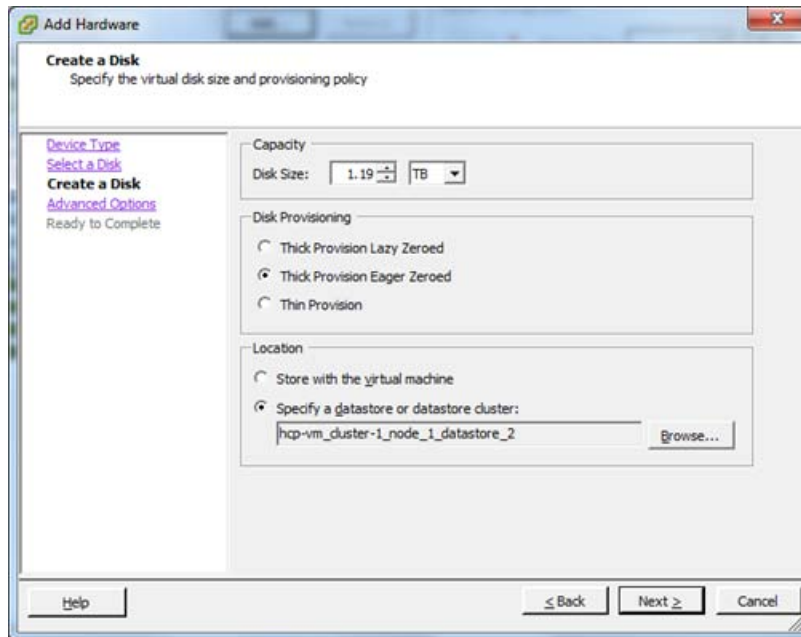 Add Hardware
Create a Disk
Specify the virtual disk size and provisioning policy
Device Type
Select a Disk
Create a Disk
Advanced Options
Ready to Complete
Capacity
Disk Size: 1.19 TB
Disk Provisioning
Thick Provision Lazy Zeroed
Thick Provision Eager Zeroed
Thin Provision
Location
Store with the virtual machine
Specify a datastore or datastore cluster:
hcp-vm_cluster-1_node_1_datastore_2
Browse...
Help
< Back
Next >
Cancel